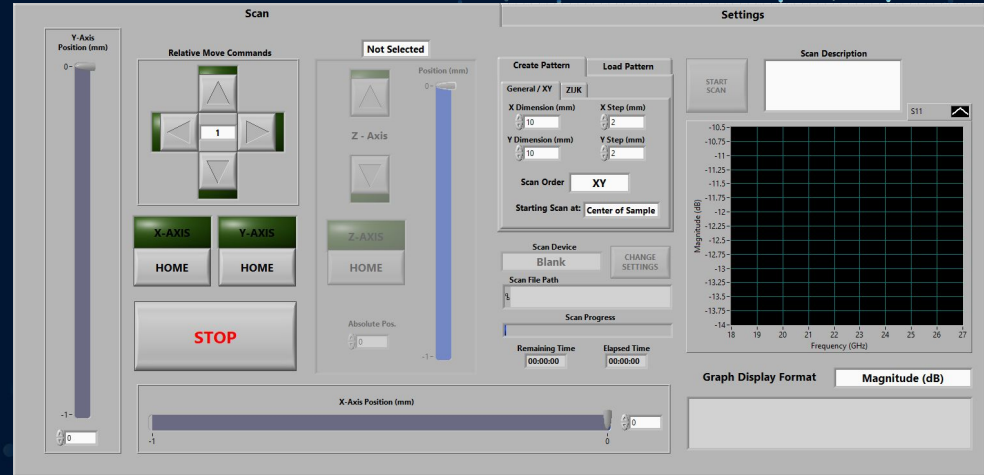 Scan
Settings
Y-Axis
Position (mm)
0
-1
0
Relative Move Commands
1
X-AXIS
HOME
Y-AXIS
HOME
STOP
Not Selected
Position (mm)
0
Z - Axis
Z-AXIS
HOME
Absolute Pos.
0
-1
X-Axis Position (mm)
-1
0
0
Create Pattern
Load Pattern
General / XY
ZIJK
X Dimension (mm)
X Step (mm)
10
2
Y Dimension (mm)
Y Step (mm)
10
2
Scan Order
XY
Starting Scan at:
Center of Sample
Scan Device
Blank
CHANGE
SETTINGS
Scan File Path
Scan Progress
Remaining Time
Elapsed Time
00:00:00
00:00:00
START
SCAN
Scan Description
S11
Magnitude (dB)
-10.5
-10.75
-11
-11.25
-11.5
-11.75
-12
-12.25
-12.5
-12.75
-13
-13.25
-13.5
-13.75
-14
18 19 20 21 22 23 24 25 26 27
Frequency (GHz)
Graph Display Format
Magnitude (dB)